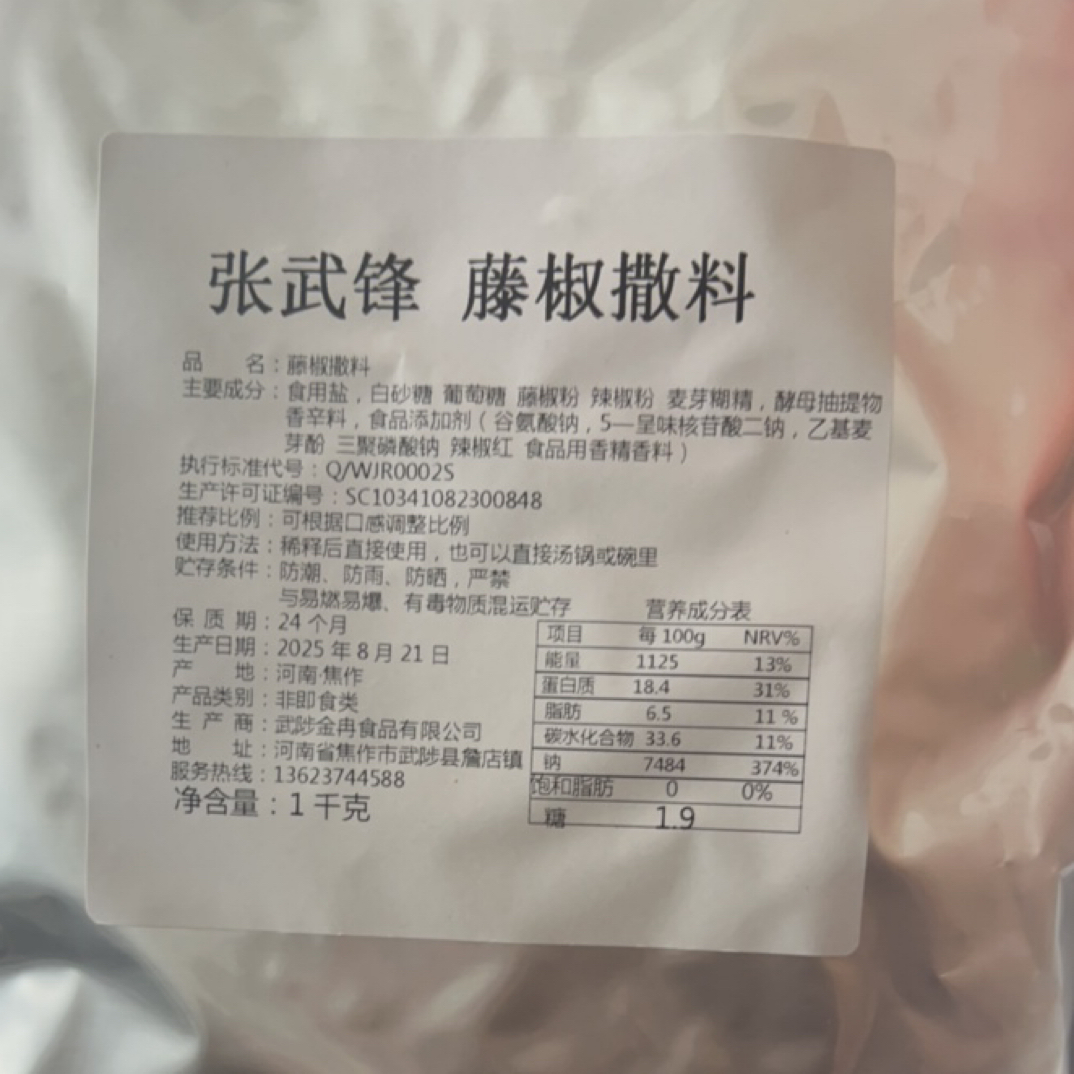 张武锋 藤椒撒料
品 名：藤椒撒料
主要成分：食用盐，白砂糖 葡萄糖 藤椒粉 辣椒粉 麦芽糊精，酵母抽提物
香辛料，食品添加剂（谷氨酸钠，5—呈味核苷酸二钠，乙基麦
芽酚 三聚磷酸钠 辣椒红 食品用香精香料）
执行标准代号：Q/WJR0002S
生产许可证编号：SC10341082300848
推荐比例：可根据口感调整比例
使用方法：稀释后直接使用，也可以直接汤锅或碗里
贮存条件：防潮、防雨、防晒，严禁
与易燃易爆、有毒物质混运贮存
保 质 期：24 个月
生产日期：2025 年 8 月 21 日
产 地：河南·焦作
产品类别：非即食类
生 产 商：武陟金冉食品有限公司
地 址：河南省焦作市武陟县詹店镇
服务热线：13623744588
净含量：1 千克
营养成分表
项目 每 100g NRV%
能量 1125 13%
蛋白质 18.4 31%
脂肪 6.5 11 %
碳水化合物 33.6 11%
钠 7484 374%
饱和脂肪 0 0%
糖 1.9